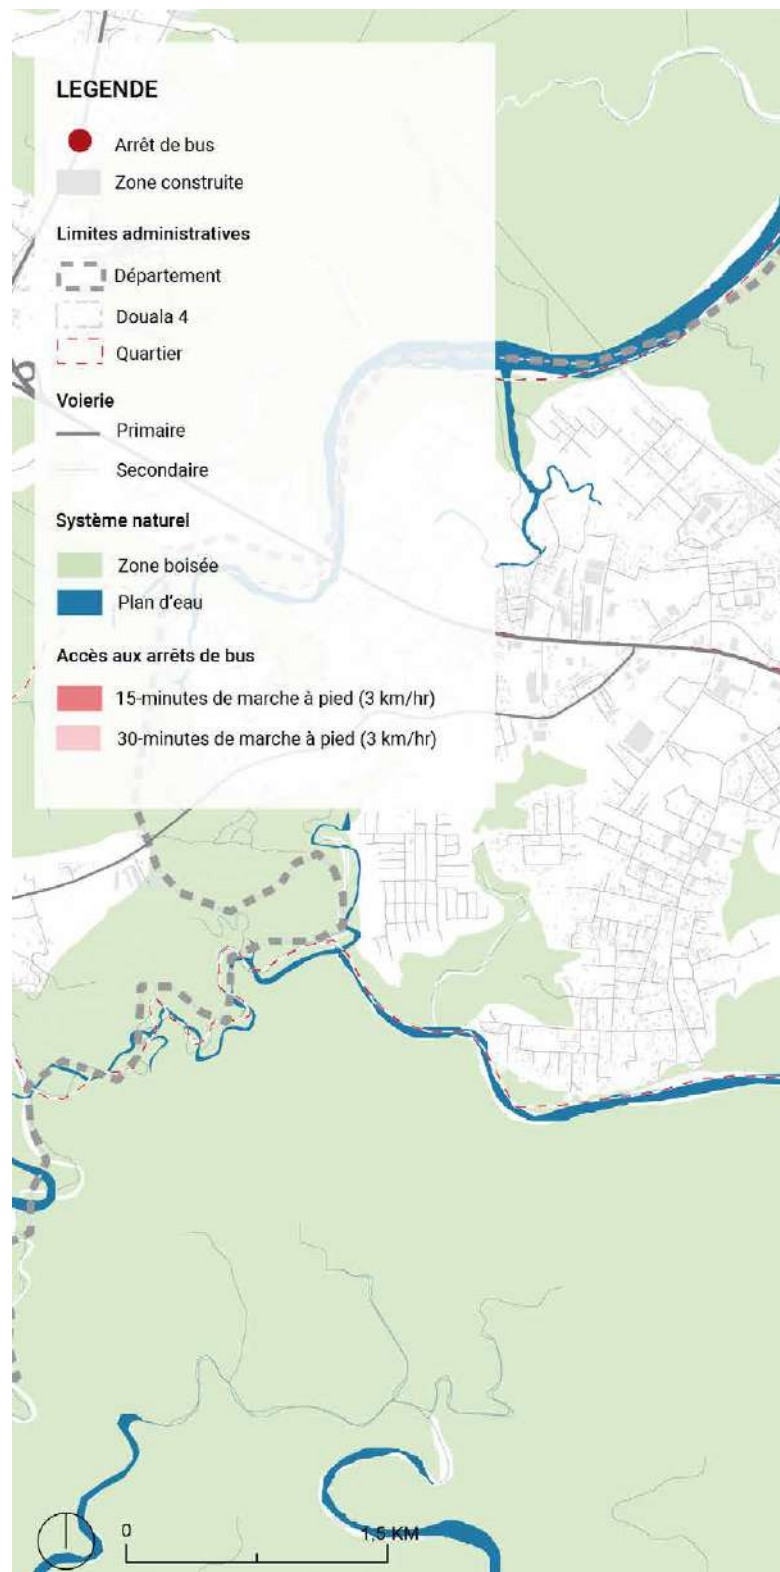 LEGENDE
Arrêt de bus
Zone construite
Limites administratives
Département
Douala 4
Quartier
Voierie
Primaire
Secondaire
Système naturel
Zone boisée
Plan d'eau
Accès aux arrêts de bus
15-minutes de marche à pied (3 km/hr)
30-minutes de marche à pied (3 km/hr)
0
1,5 KM